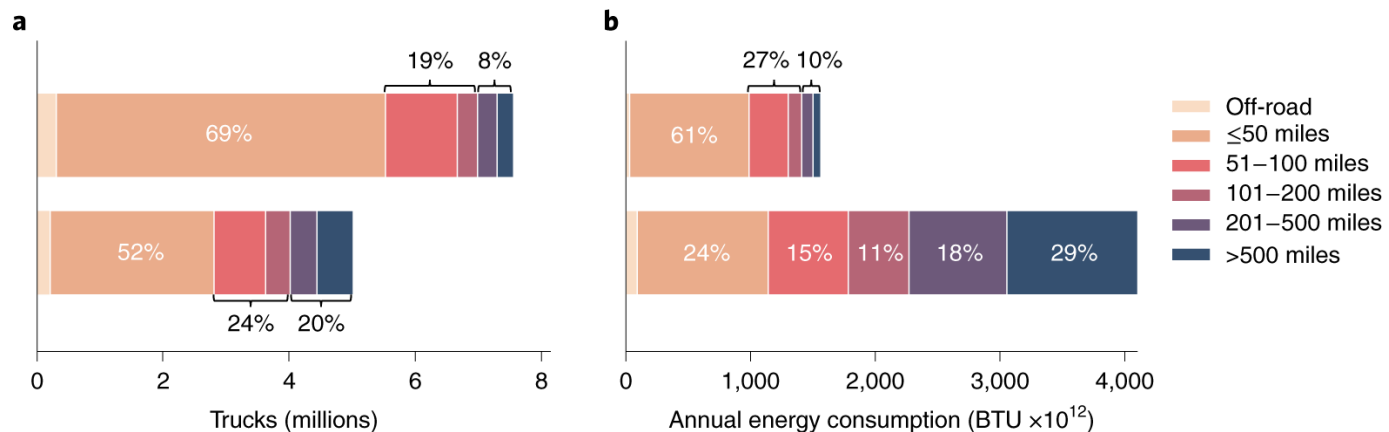 a
19%
8%
69%
52%
24%
20%
0
2
4
6
8
Trucks (millions)
b
27%
10%
61%
24%
15%
11%
18%
29%
0
1,000
2,000
3,000
4,000
Annual energy consumption (BTU ×10¹²)
Off-road
≤50 miles
51–100 miles
101–200 miles
201–500 miles
>500 miles